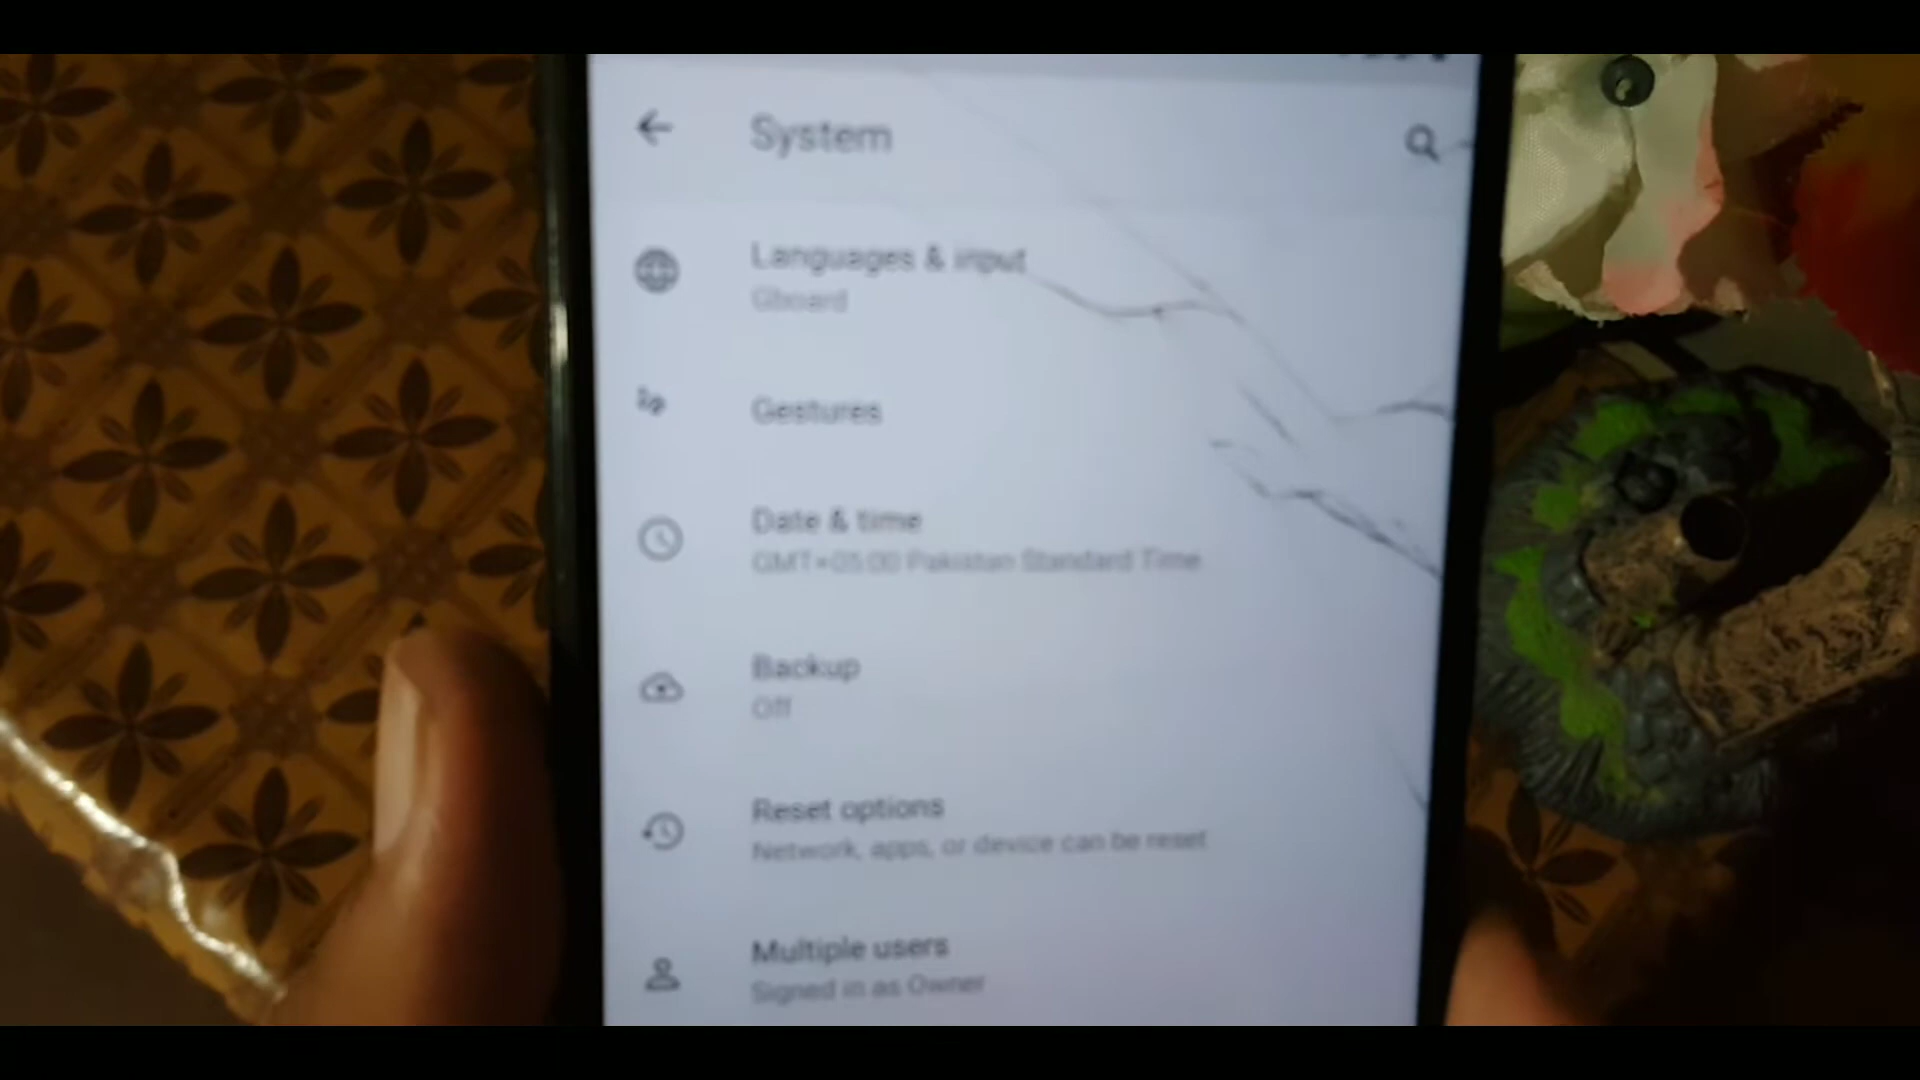 System
Languages & input
Gboard
Gestures
Date & time
GMT+05:00 Pakistan Standard Time
Backup
Off
Reset options
Network, apps, or device can be reset
Multiple users
Signed in as Owner